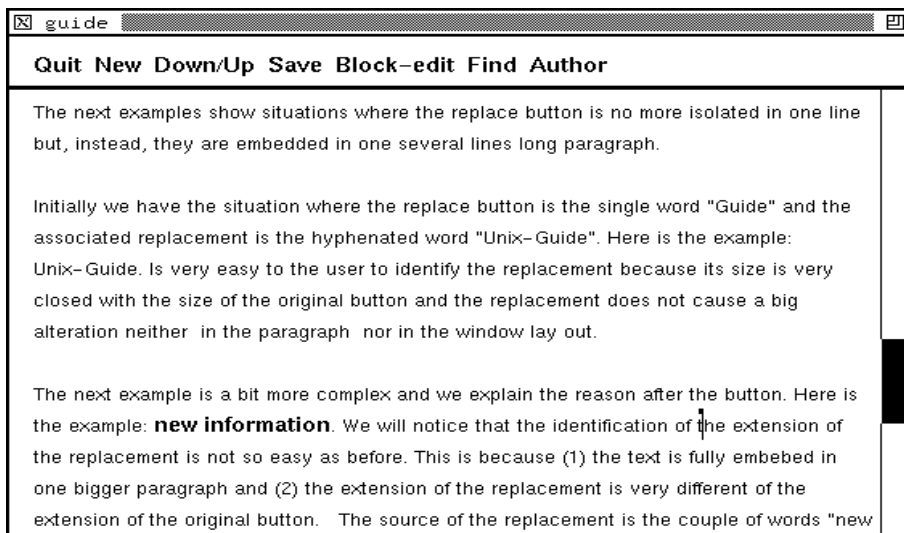 guide
Quit New Down/Up Save Block-edit Find Author
The next examples show situations where the replace button is no more isolated in one line
but, instead, they are embedded in one several lines long paragraph.
Initially we have the situation where the replace button is the single word "Guide" and the
associated replacement is the hyphenated word "Unix-Guide". Here is the example:
Unix-Guide. Is very easy to the user to identify the replacement because its size is very
closed with the size of the original button and the replacement does not cause a big
alteration neither in the paragraph nor in the window lay out.
The next example is a bit more complex and we explain the reason after the button. Here is
the example: new information. We will notice that the identification of the extension of
the replacement is not so easy as before. This is because (1) the text is fully embebed in
one bigger paragraph and (2) the extension of the replacement is very different of the
extension of the original button. The source of the replacement is the couple of words "new